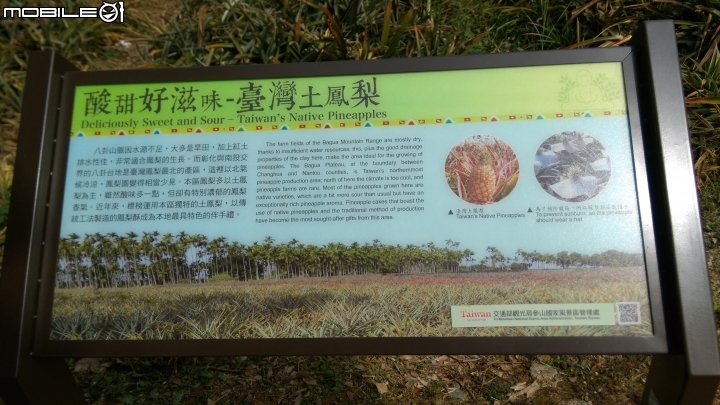 MOBILE01
酸甜好滋味-臺灣土鳳梨
Deliciously Sweet and Sour – Taiwan's Native Pineapples
八卦山脈因水源不足,大多是旱田,加上紅土
排水性佳,非常適合鳳梨的生長。而彰化與南投交
界的八卦台地是臺灣鳳梨最北的產區,這裡以北氣
候冷涼,鳳梨園變得相當少見。本區鳳梨多以土鳳
梨為主,雖然酸味多一點,但卻有特別濃郁的鳳梨
香氣。近年來,標榜運用本區獨特的土鳳梨,以傳
統工法製造的鳳梨酥成為本地最具特色的伴手禮。
The farm fields of the Bagua Mountain Range are mostly dry,
thanks to insufficient water resources; this, plus the good drainage
properties of the clay here, make the area ideal for the growing of
pineapples. The Bagua Plateau, at the boundary between
Changhua and Nantou counties, is Taiwan's northernmost
pineapple production area; north of here the climate is too cool, and
pineapple farms are rare. Most of the pineapples grown here are
native varieties, which are a bit more sour than usual but have an
exceptionally rich pineapple aroma. Pineapple cakes that boast the
use of native pineapples and the traditional method of production
have become the most sought after gifts from this area.
▲臺灣土鳳梨
Taiwan's Native Pineapples
To prevent sunburn, as the pineapple
should wear a hat
Taiwan 交通部觀光局參山國家風景區管理處
Tri-Mountain National Scenic Area Administration, Tourism Bureau